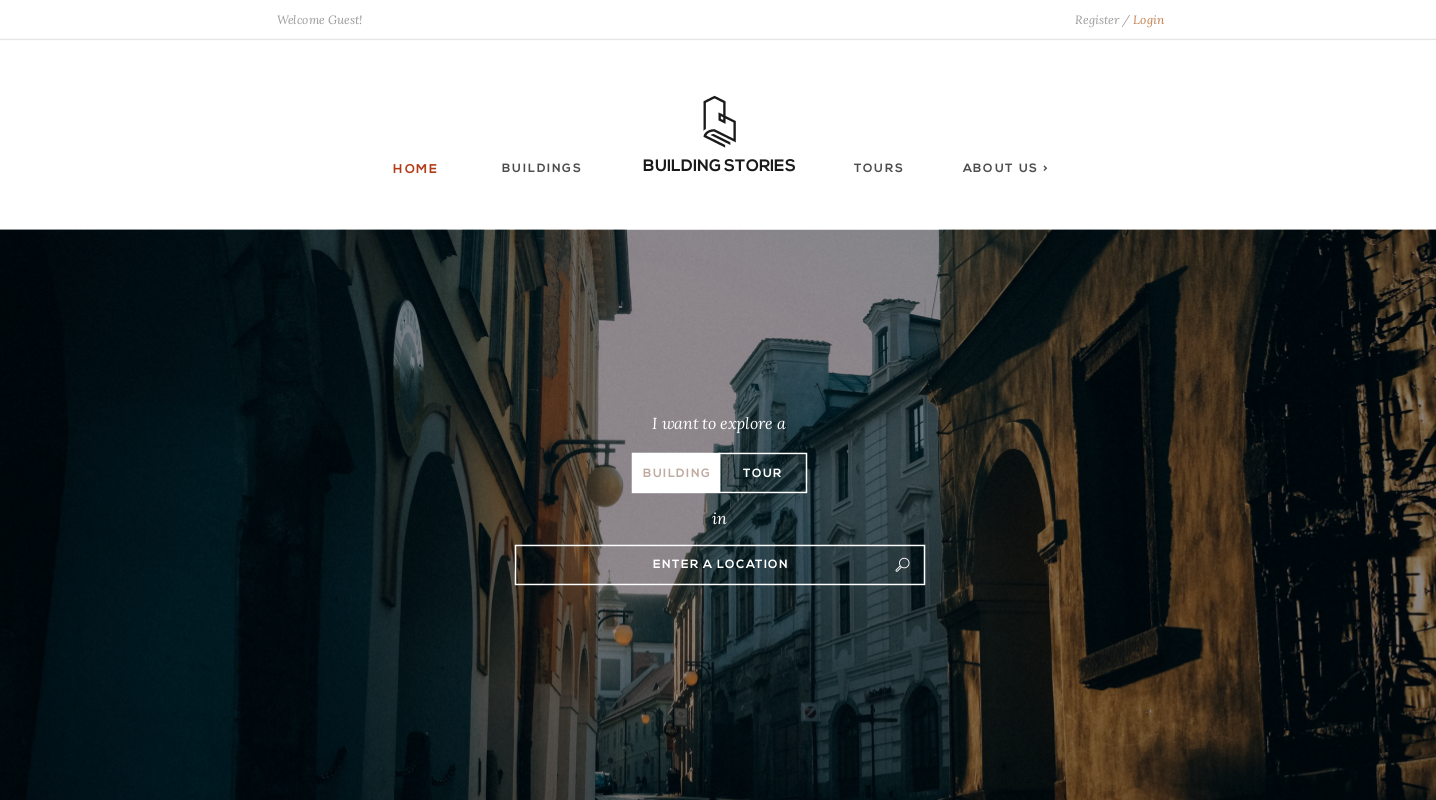 Welcome Guest!
Register / Login
HOME
BUILDINGS
BUILDING STORIES
TOURS
ABOUT US ›
I want to explore a
BUILDING
TOUR
in
ENTER A LOCATION